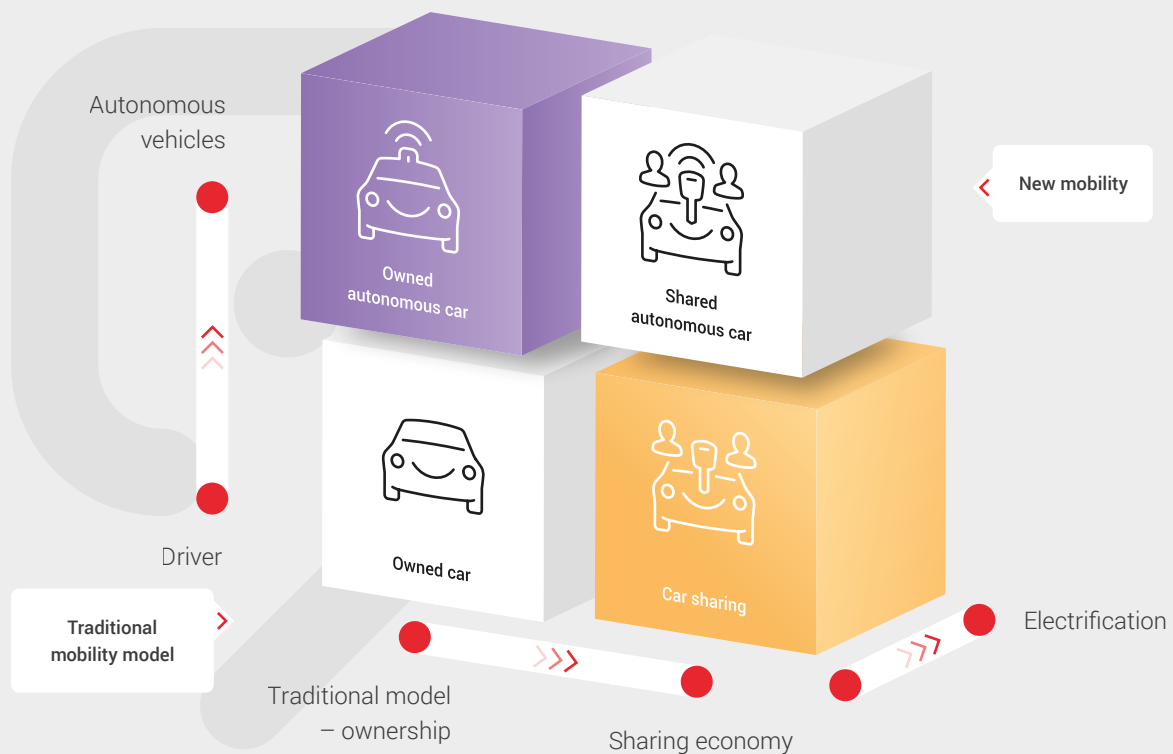 Autonomous
vehicles
Owned
autonomous car
Shared
autonomous car
New mobility
Driver
Owned car
Car sharing
Traditional
mobility model
Electrification
Traditional model
– ownership
Sharing economy